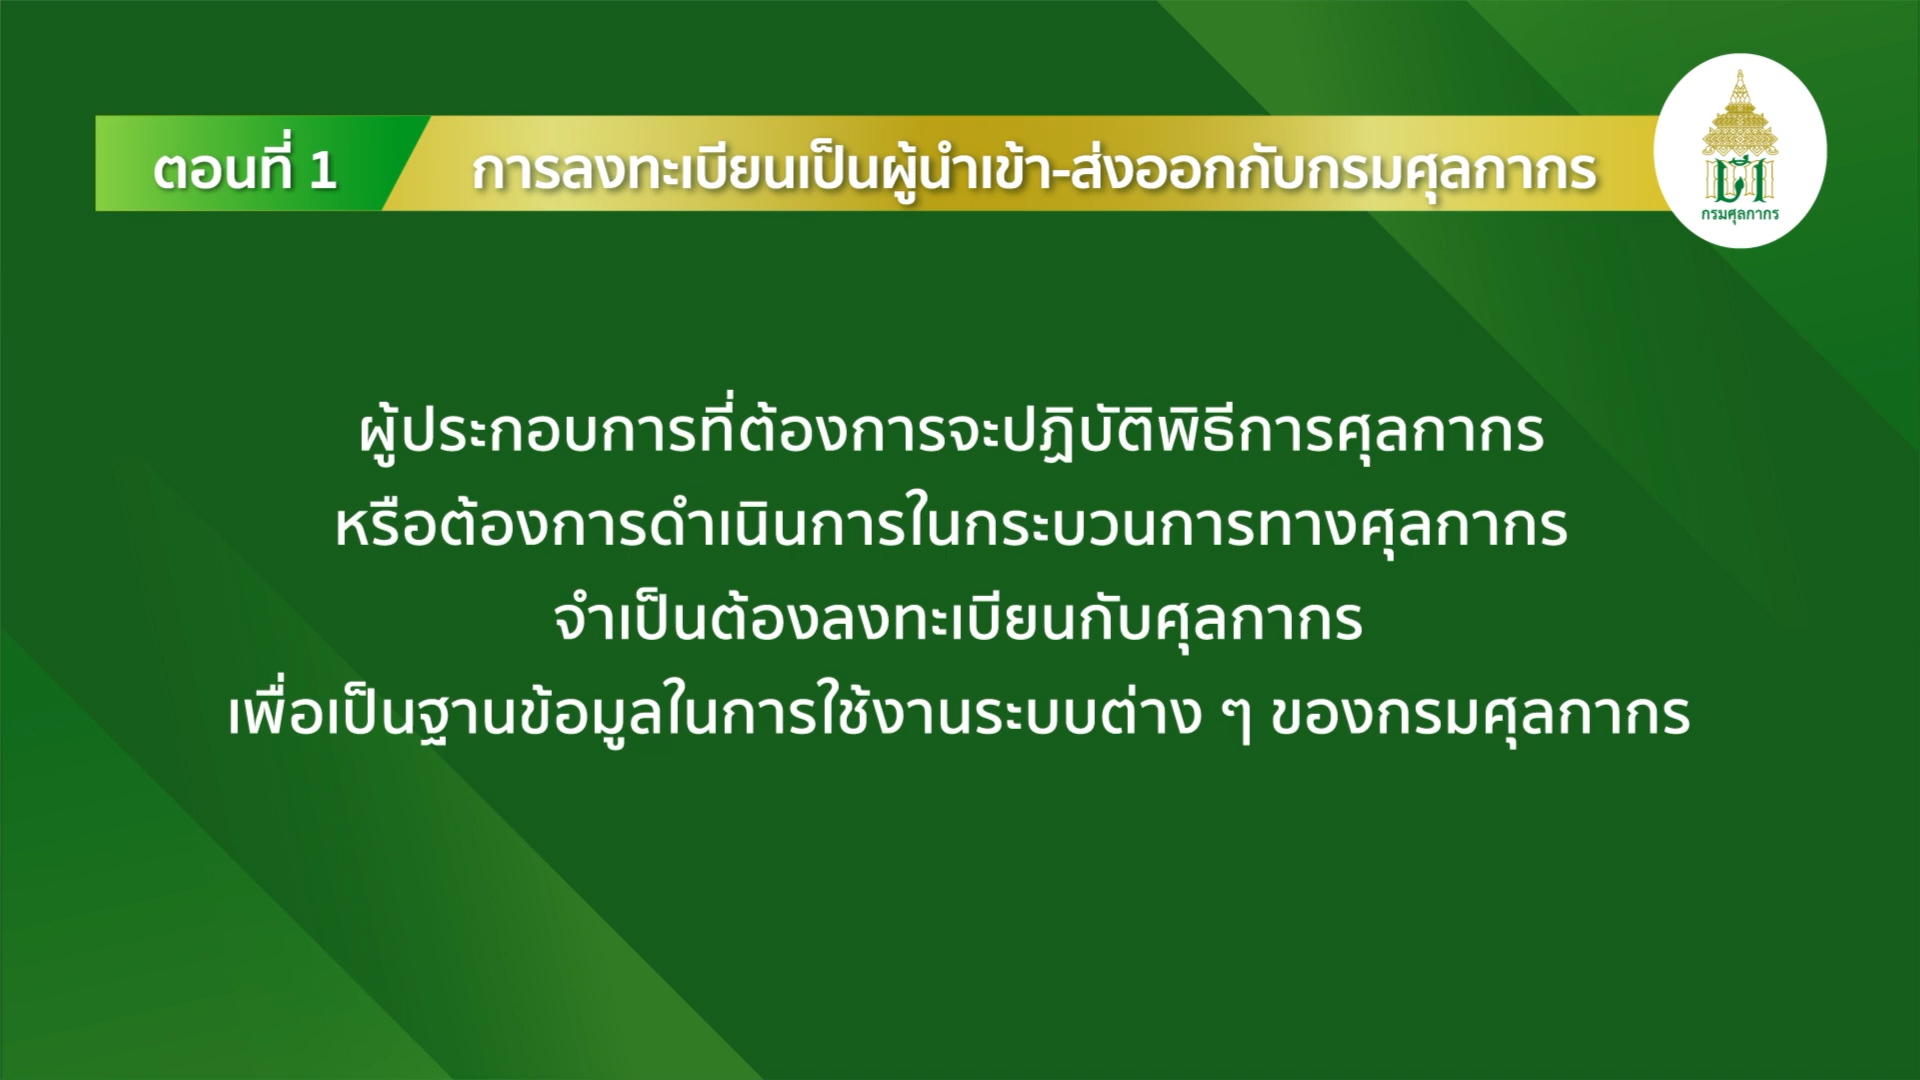 ตอนที่ 1
การลงทะเบียนเป็นผู้นำเข้า-ส่งออกกับกรมศุลกากร
กรมศุลกากร
ผู้ประกอบการที่ต้องการจะปฏิบัติพิธีการศุลกากร
หรือต้องการดำเนินการในกระบวนการทางศุลกากร
จำเป็นต้องลงทะเบียนกับศุลกากร
เพื่อเป็นฐานข้อมูลในการใช้งานระบบต่าง ๆ ของกรมศุลกากร